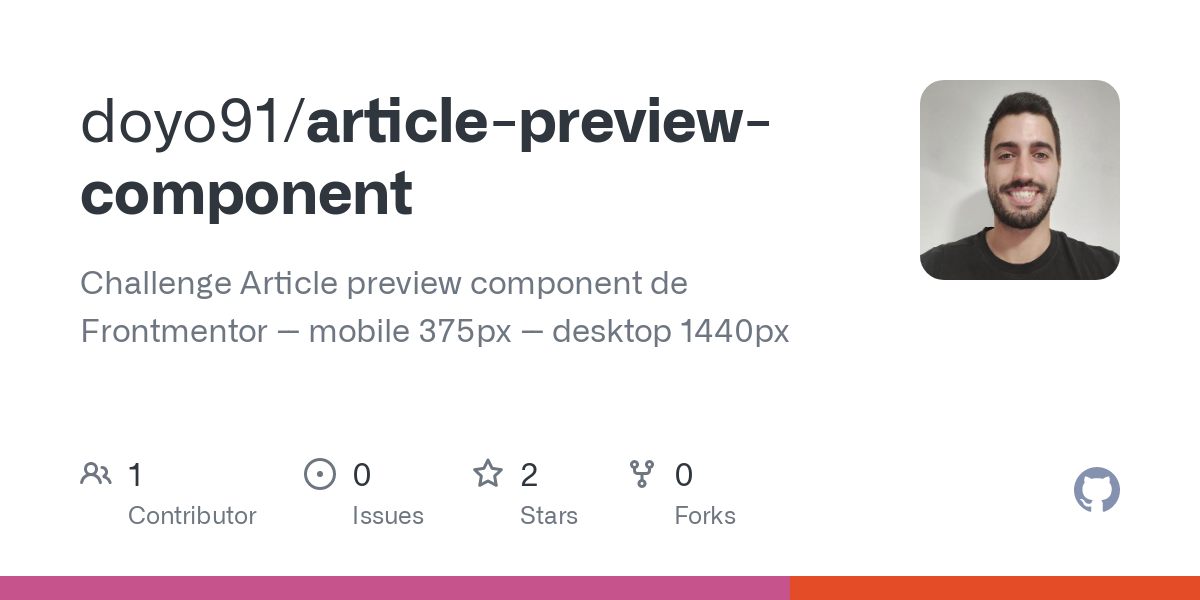 doyo91/article-preview-
component
Challenge Article preview component de
Frontmentor — mobile 375px — desktop 1440px
1
Contributor
0
Issues
2
Stars
0
Forks